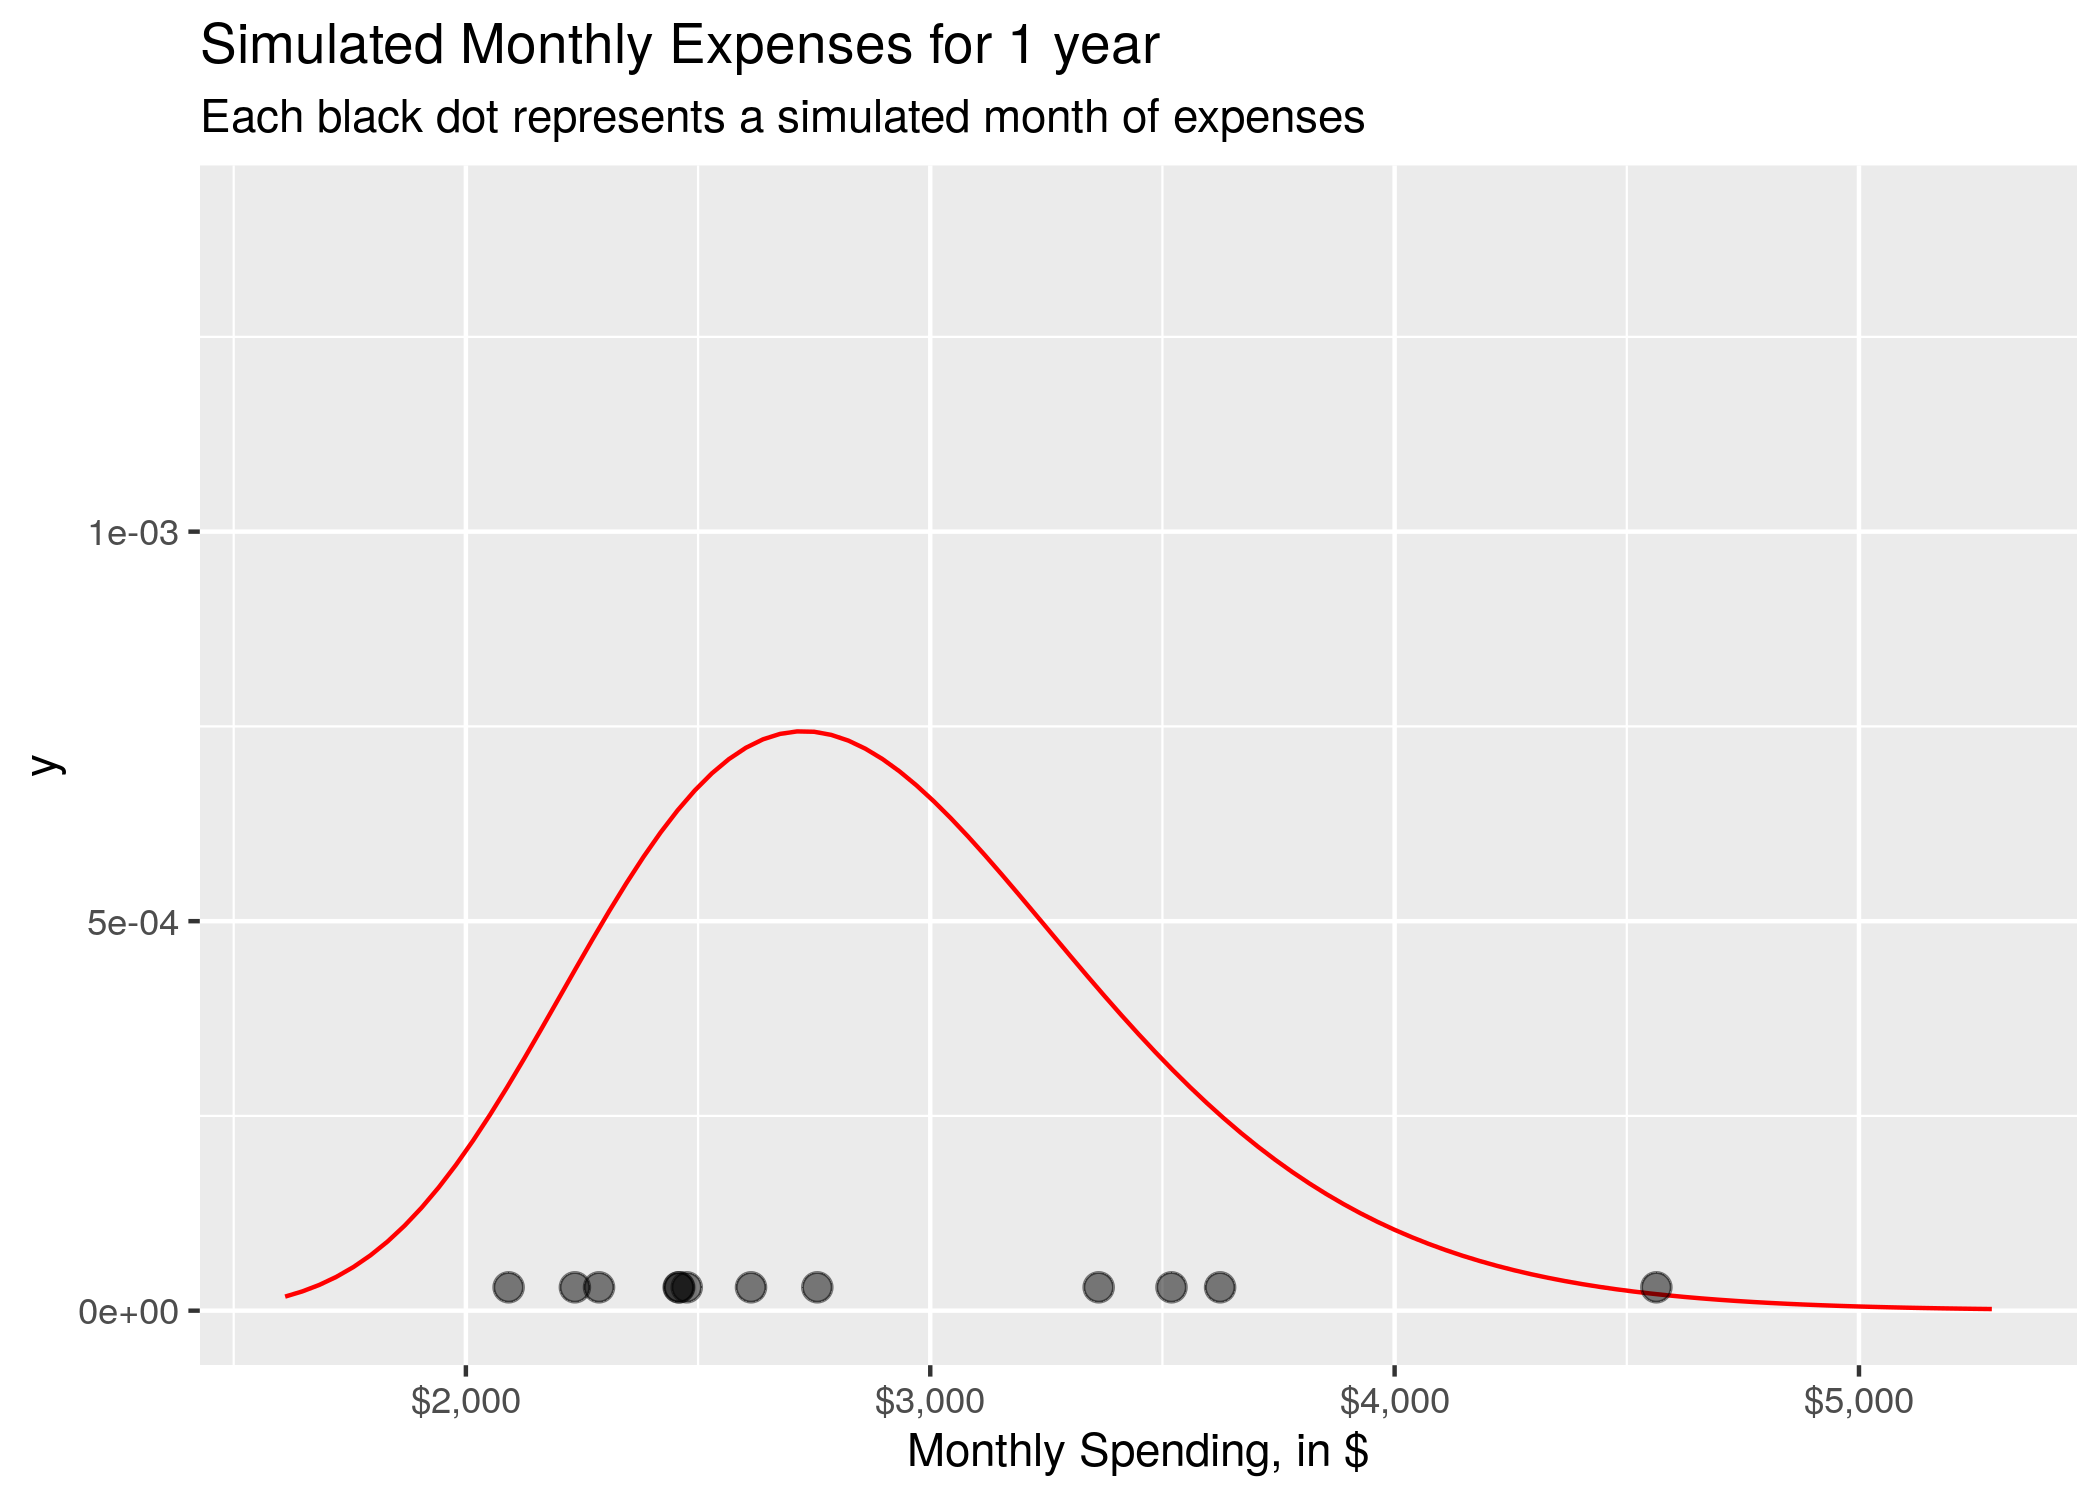 Simulated Monthly Expenses for 1 year
Each black dot represents a simulated month of expenses
1e-03
y
5e-04
0e+00
$2,000 $3,000 $4,000 $5,000
Monthly Spending, in $